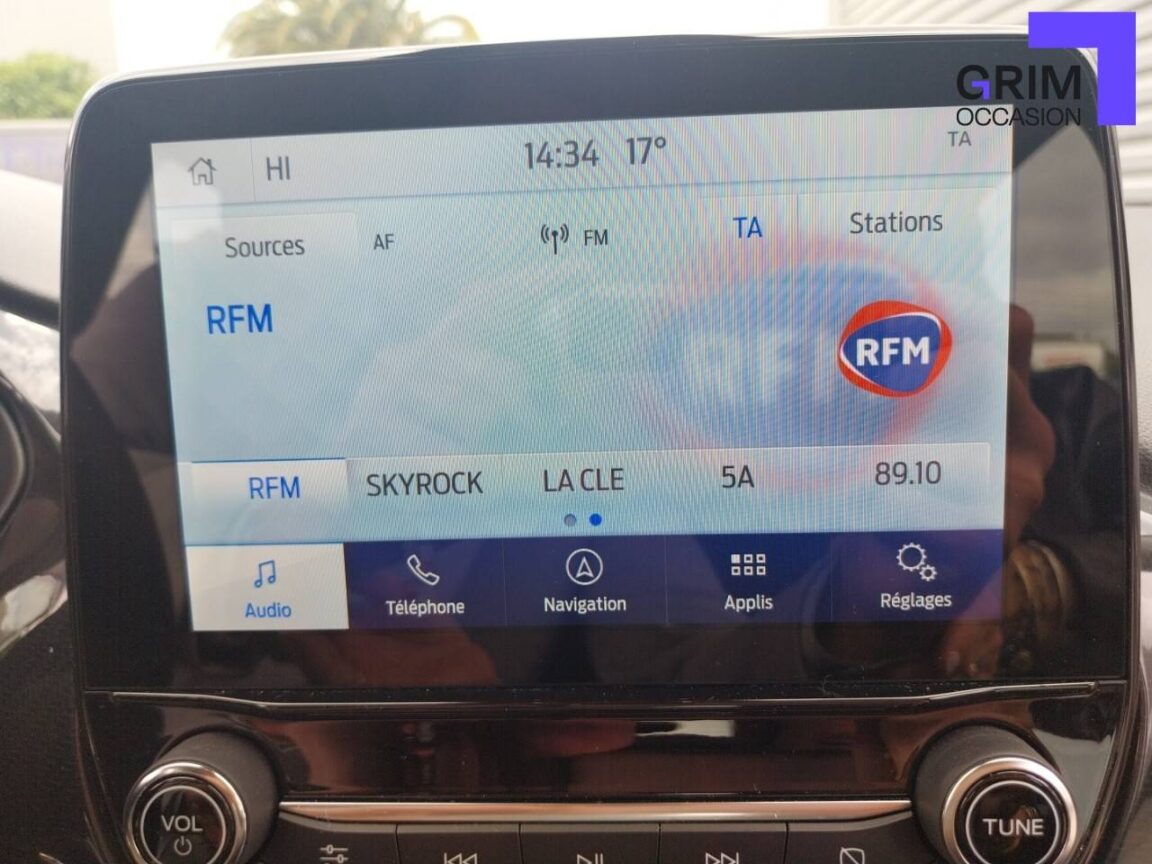 GRIM
OCCASION
HI 14:34 17° TA
Sources AF FM TA Stations
RFM
RFM
RFM SKYROCK LA CLE 5A 89.10
Audio Téléphone Navigation Applis Réglages
VOL TUNE